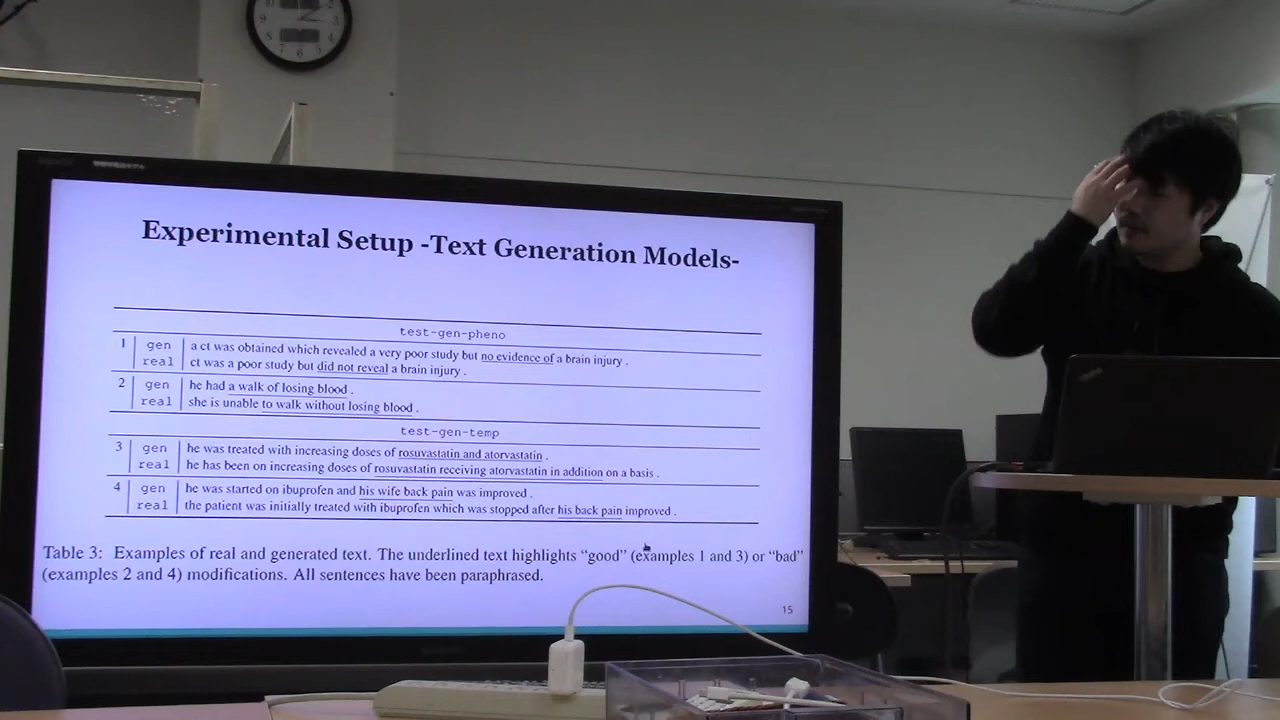 Experimental Setup -Text Generation Models-
test-gen-pheno
1 gen a ct was obtained which revealed a very poor study but no evidence of a brain injury .
real ct was a poor study but did not reveal a brain injury .
2 gen he had a walk of losing blood .
real she is unable to walk without losing blood .
test-gen-temp
3 gen he was treated with increasing doses of rosuvastatin and atorvastatin .
real he has been on increasing doses of rosuvastatin receiving atorvastatin in addition on a basis .
4 gen he was started on ibuprofen and his wife back pain was improved .
real the patient was initially treated with ibuprofen which was stopped after his back pain improved .
Table 3: Examples of real and generated text. The underlined text highlights “good” (examples 1 and 3) or “bad”
(examples 2 and 4) modifications. All sentences have been paraphrased.
15